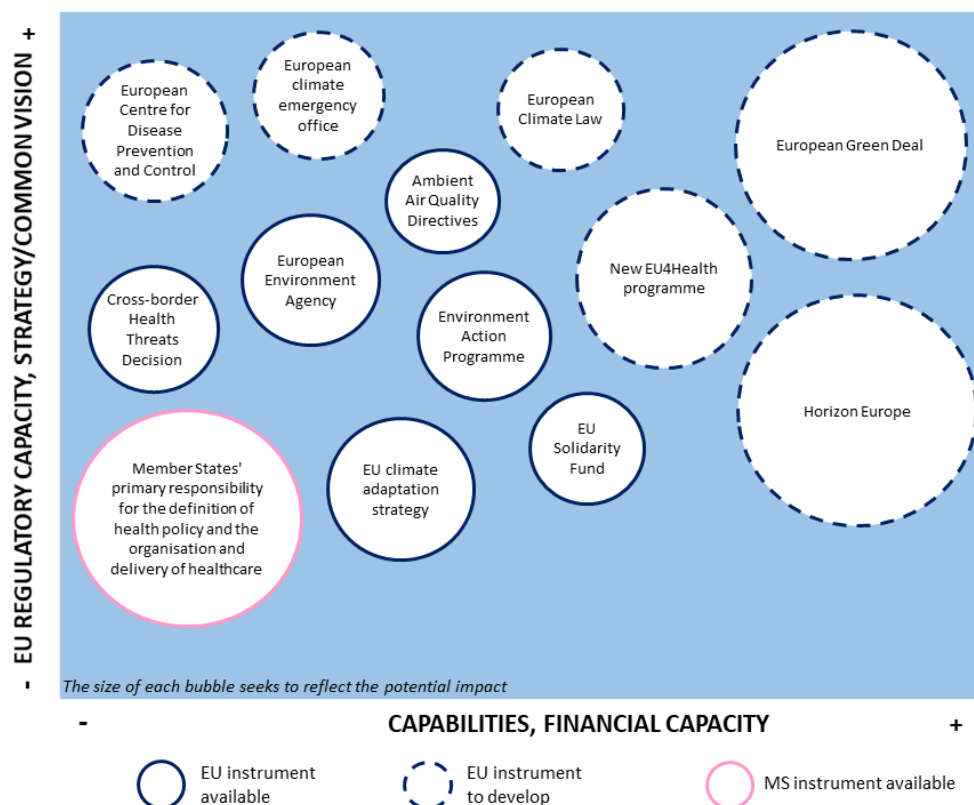 - EU REGULATORY CAPACITY, STRATEGY/COMMON VISION +
European
Centre for
Disease
Prevention
and Control
European
climate
emergency
office
European
Climate Law
European Green Deal
Ambient
Air Quality
Directives
European
Environment
Agency
New EU4Health
programme
Cross-border
Health
Threats
Decision
Environment
Action
Programme
Horizon Europe
Member States'
primary responsibility
for the definition of
health policy and the
organisation and
delivery of healthcare
EU climate
adaptation
strategy
EU
Solidarity
Fund
The size of each bubble seeks to reflect the potential impact
- CAPABILITIES, FINANCIAL CAPACITY +
EU instrument
available
EU instrument
to develop
MS instrument available